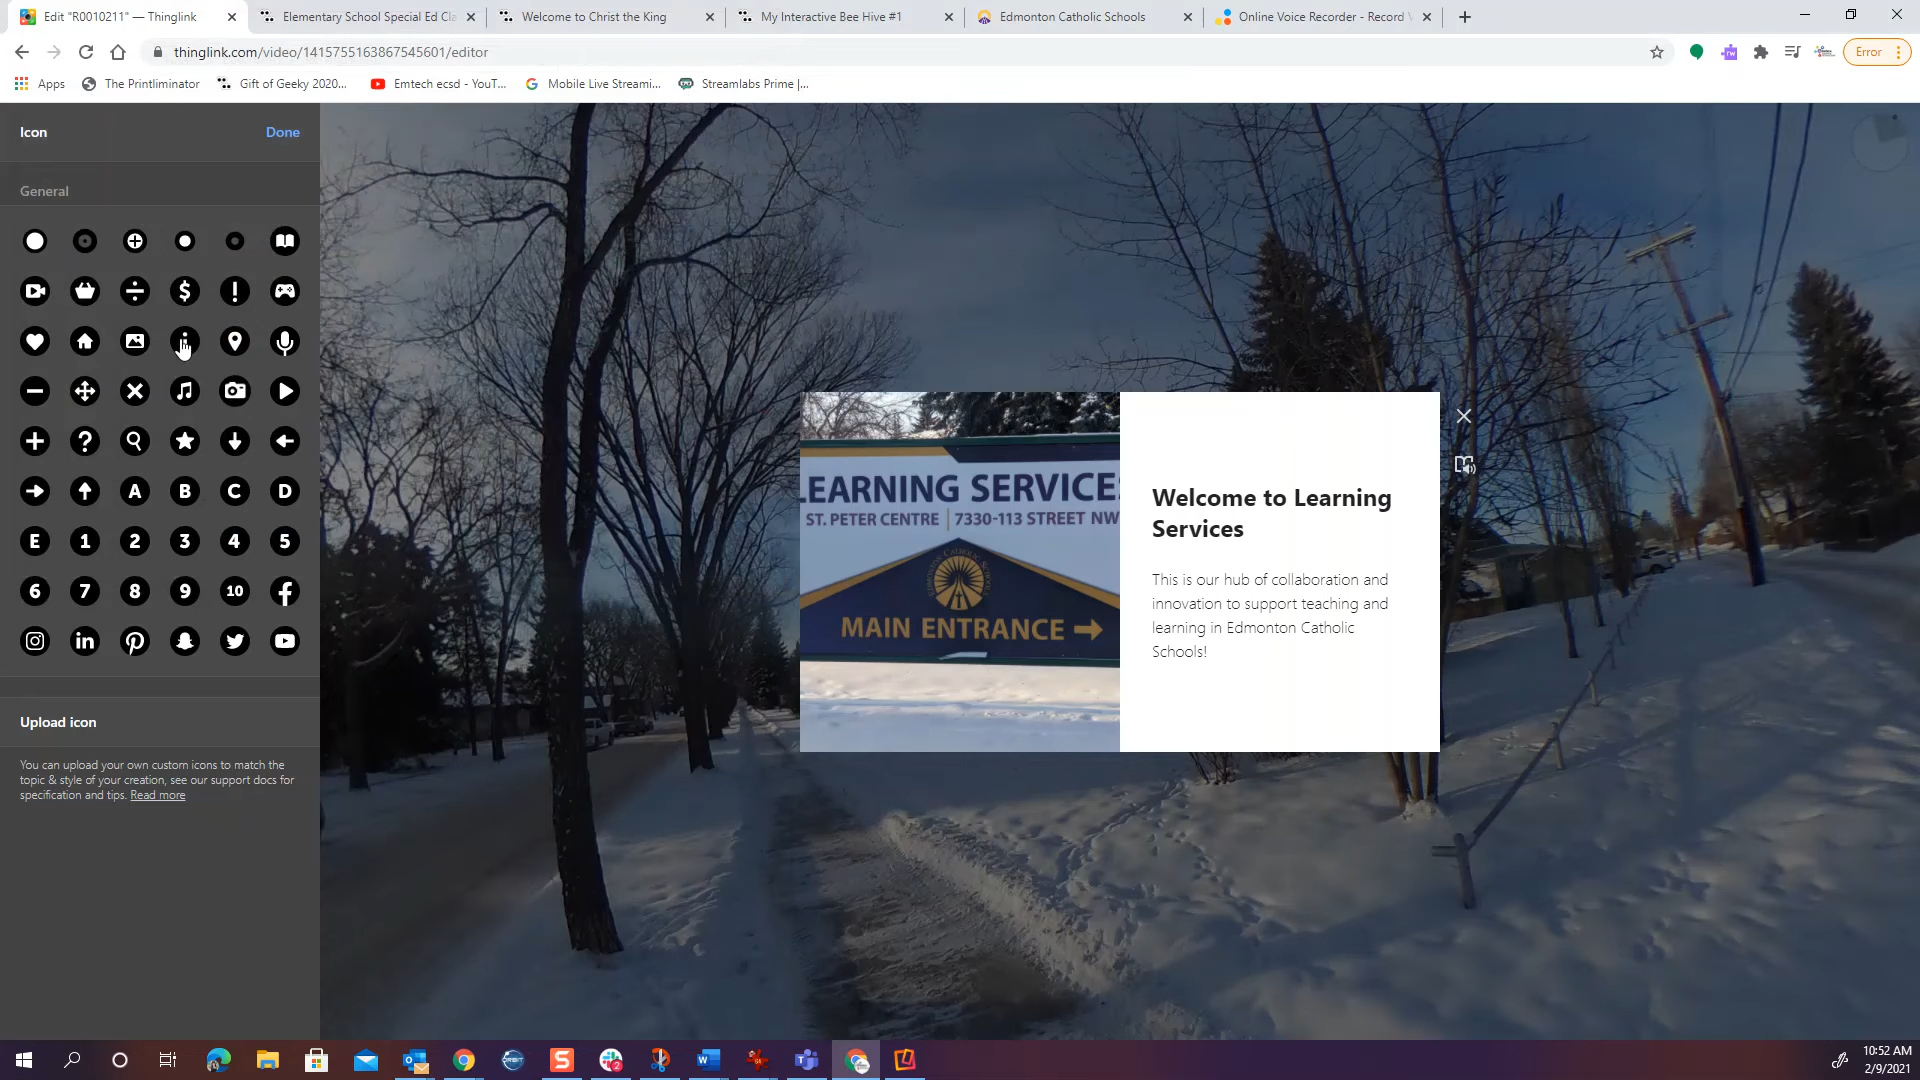 Edit "R0010211" — Thinglink
Elementary School Special Ed Cla
Welcome to Christ the King
My Interactive Bee Hive #1
Edmonton Catholic Schools
Online Voice Recorder - Record V
thinglink.com/video/1415755163867545601/editor
Error
Apps
The Printliminator
Gift of Geeky 2020...
Emtech ecsd - YouT...
Mobile Live Streami...
Streamlabs Prime |...
Icon
Done
General
A B C D
E 1 2 3 4 5
6 7 8 9 10
Upload icon
You can upload your own custom icons to match the
topic & style of your creation, see our support docs for
specification and tips. Read more
LEARNING SERVICES
ST. PETER CENTRE | 7330-113 STREET NW
EDMONTON CATHOLIC SCHOOLS
MAIN ENTRANCE →
Welcome to Learning
Services
This is our hub of collaboration and
innovation to support teaching and
learning in Edmonton Catholic
Schools!
10:52 AM
2/9/2021